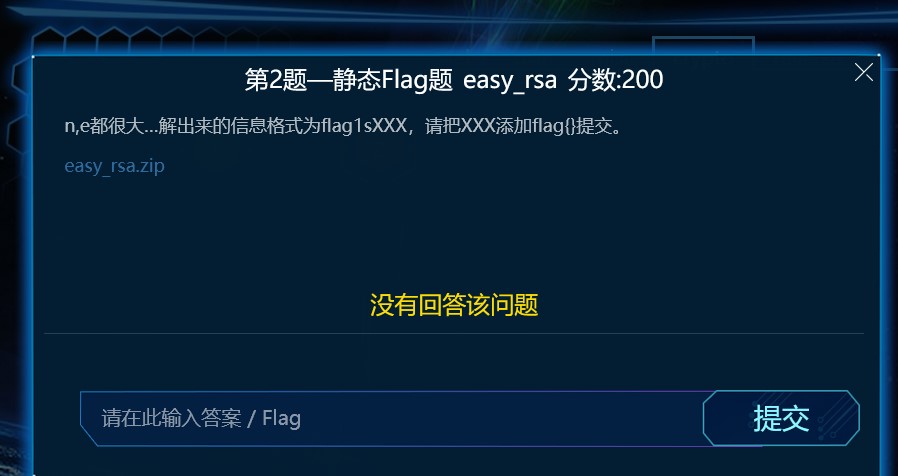 第2题—静态Flag题 easy_rsa 分数:200
n,e都很大...解出来的信息格式为flag1sXXX，请把XXX添加flag{}提交。
easy_rsa.zip
没有回答该问题
请在此输入答案 / Flag
提交